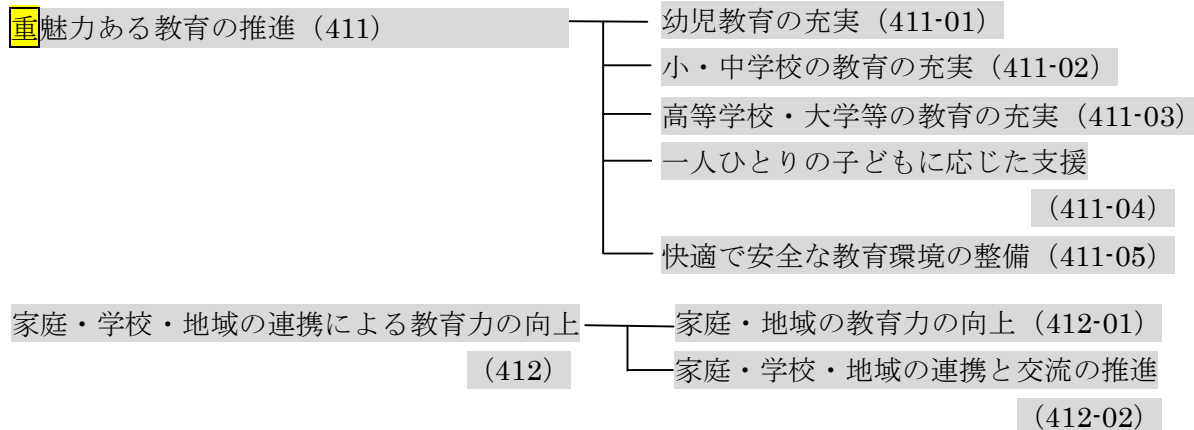 重魅力ある教育の推進（411）
幼児教育の充実（411-01）
小・中学校の教育の充実（411-02）
高等学校・大学等の教育の充実（411-03）
一人ひとりの子どもに応じた支援
（411-04）
快適で安全な教育環境の整備（411-05）
家庭・学校・地域の連携による教育力の向上
（412）
家庭・地域の教育力の向上（412-01）
家庭・学校・地域の連携と交流の推進
（412-02）